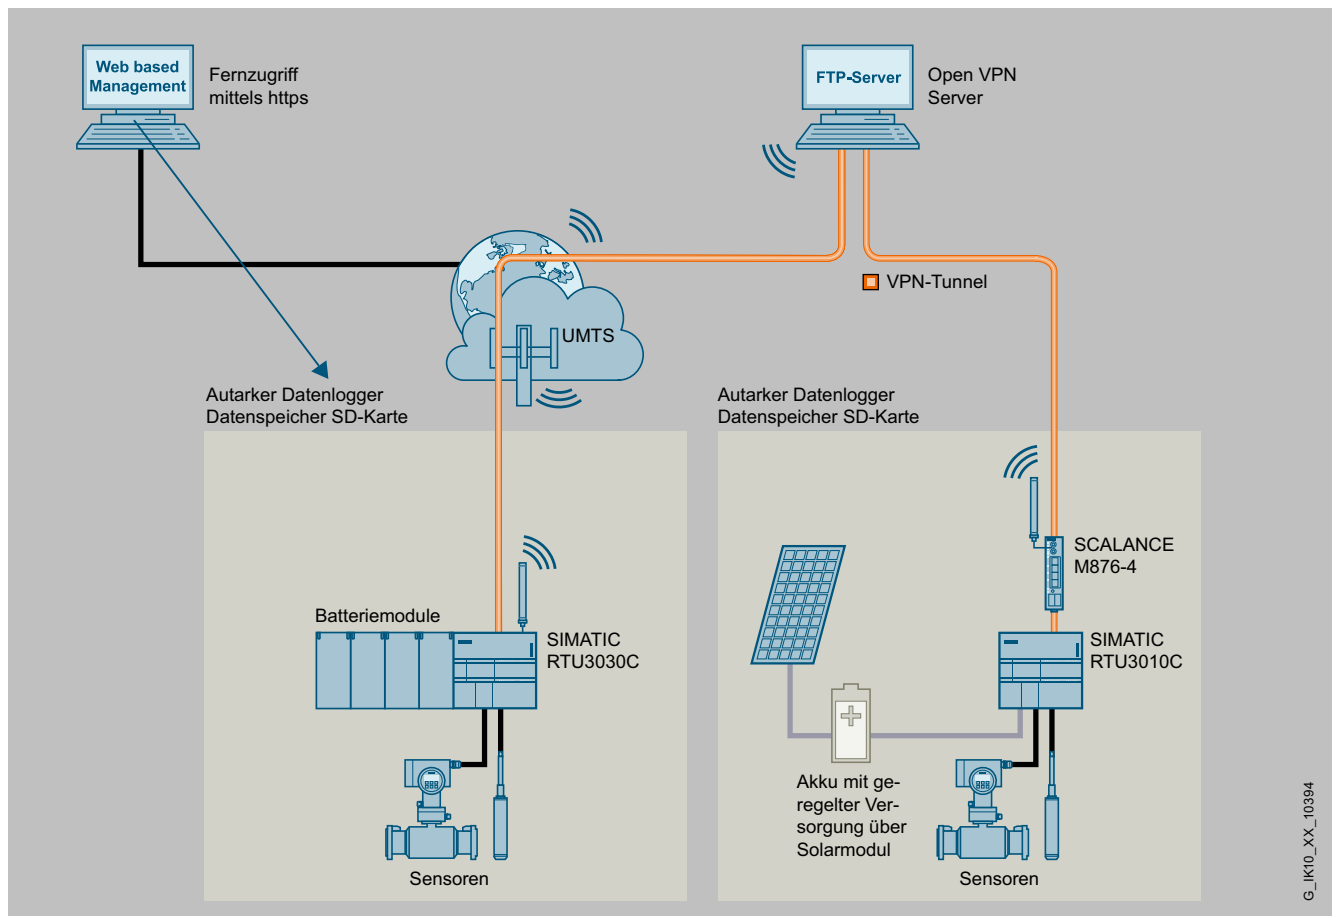 Web based
Management
Fernzugriff
mittels https
FTP-Server
Open VPN
Server
VPN-Tunnel
UMTS
Autarker Datenlogger
Datenspeicher SD-Karte
Autarker Datenlogger
Datenspeicher SD-Karte
SCALANCE
M876-4
Batteriemodule
SIMATIC
RTU3030C
SIMATIC
RTU3010C
Akku mit ge-
regelter Ver-
sorgung über
Solarmodul
Sensoren
Sensoren
G_IK10_XX_10394